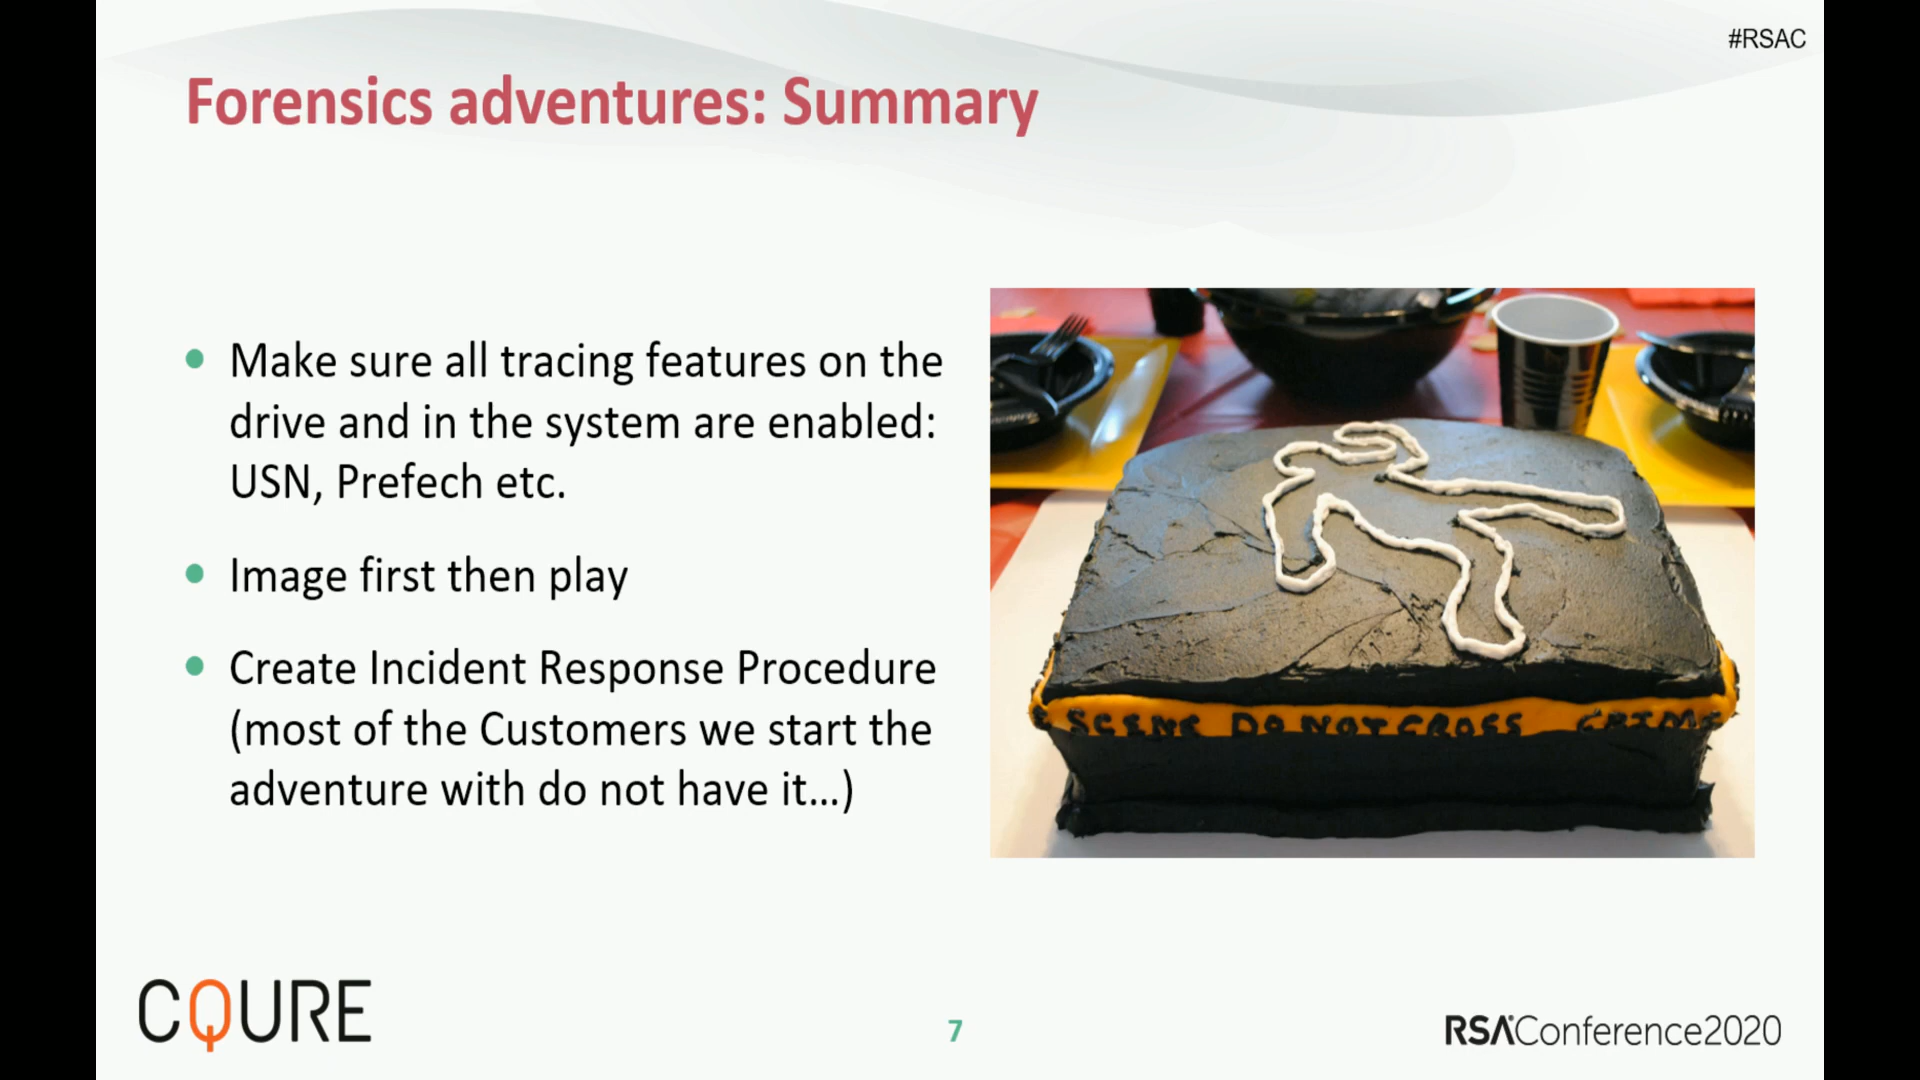 #RSAC
Forensics adventures: Summary
Make sure all tracing features on the
drive and in the system are enabled:
USN, Prefech etc.
Image first then play
Create Incident Response Procedure
(most of the Customers we start the
adventure with do not have it...)
E SCENE DO NOT CROSS CRIME
CQURE
7
RSAConference2020